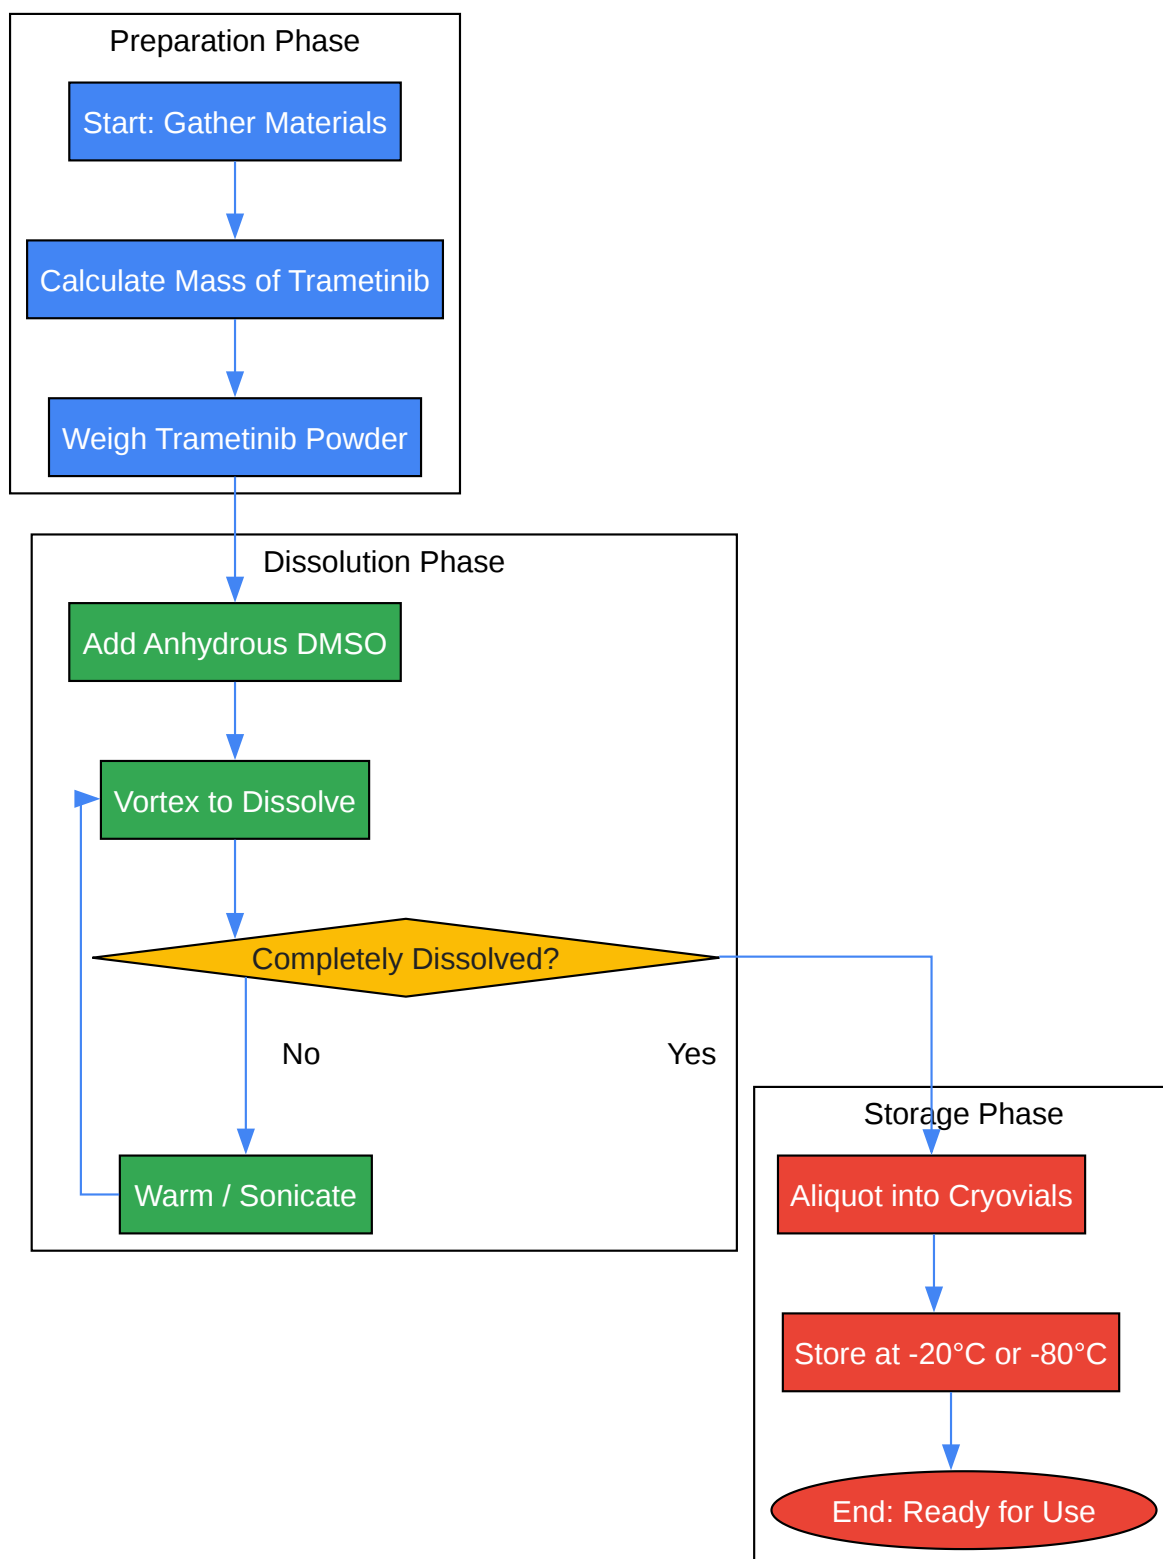 Preparation Phase
Start: Gather Materials
Calculate Mass of Trametinib
Weigh Trametinib Powder
Dissolution Phase
Add Anhydrous DMSO
Vortex to Dissolve
Completely Dissolved?
No
Yes
Warm / Sonicate
Storage Phase
Aliquot into Cryovials
Store at -20°C or -80°C
End: Ready for Use